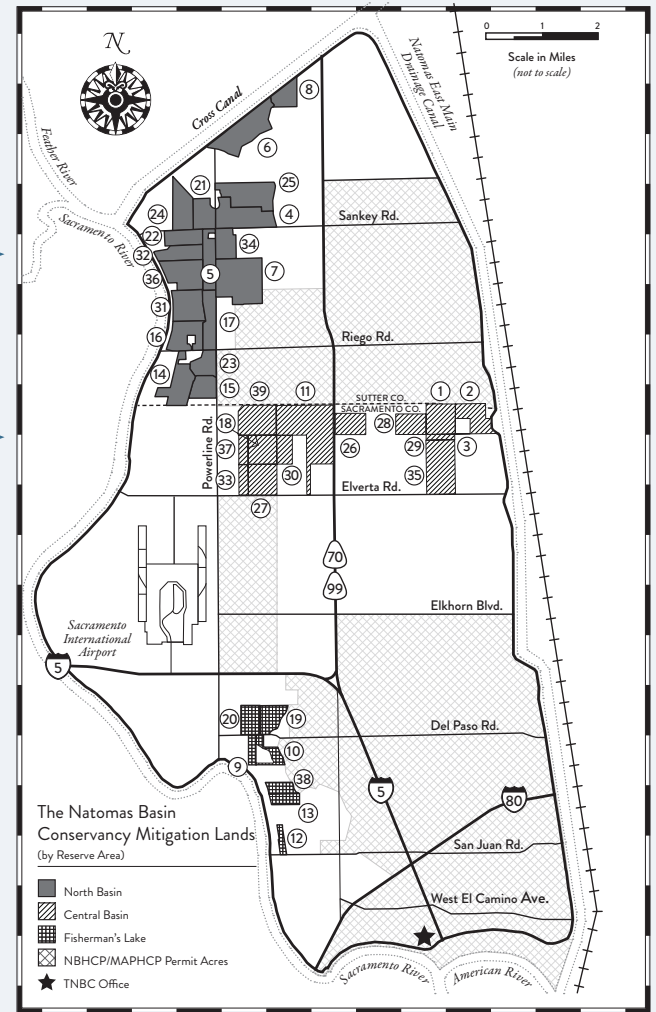 N
0 1 2
Scale in Miles
(not to scale)
Natomas East Main
Drainage Canal
Cross Canal
Feather River
Sacramento River
8
6
21
25
24
4
Sankey Rd.
22
34
32
5
7
36
31
17
16
Riego Rd.
23
14
15
39
11
1
2
SUTTER CO.
SACRAMENTO CO.
18
28
Powerline Rd.
37
26
29
3
30
35
33
Elverta Rd.
27
70
99
Elkhorn Blvd.
Sacramento
International
Airport
5
20
19
Del Paso Rd.
10
9
38
5
80
13
12
San Juan Rd.
West El Camino Ave.
Sacramento River
American River
The Natomas Basin
Conservancy Mitigation Lands
(by Reserve Area)
North Basin
Central Basin
Fisherman's Lake
NBHCP/MAPHCP Permit Acres
TNBC Office